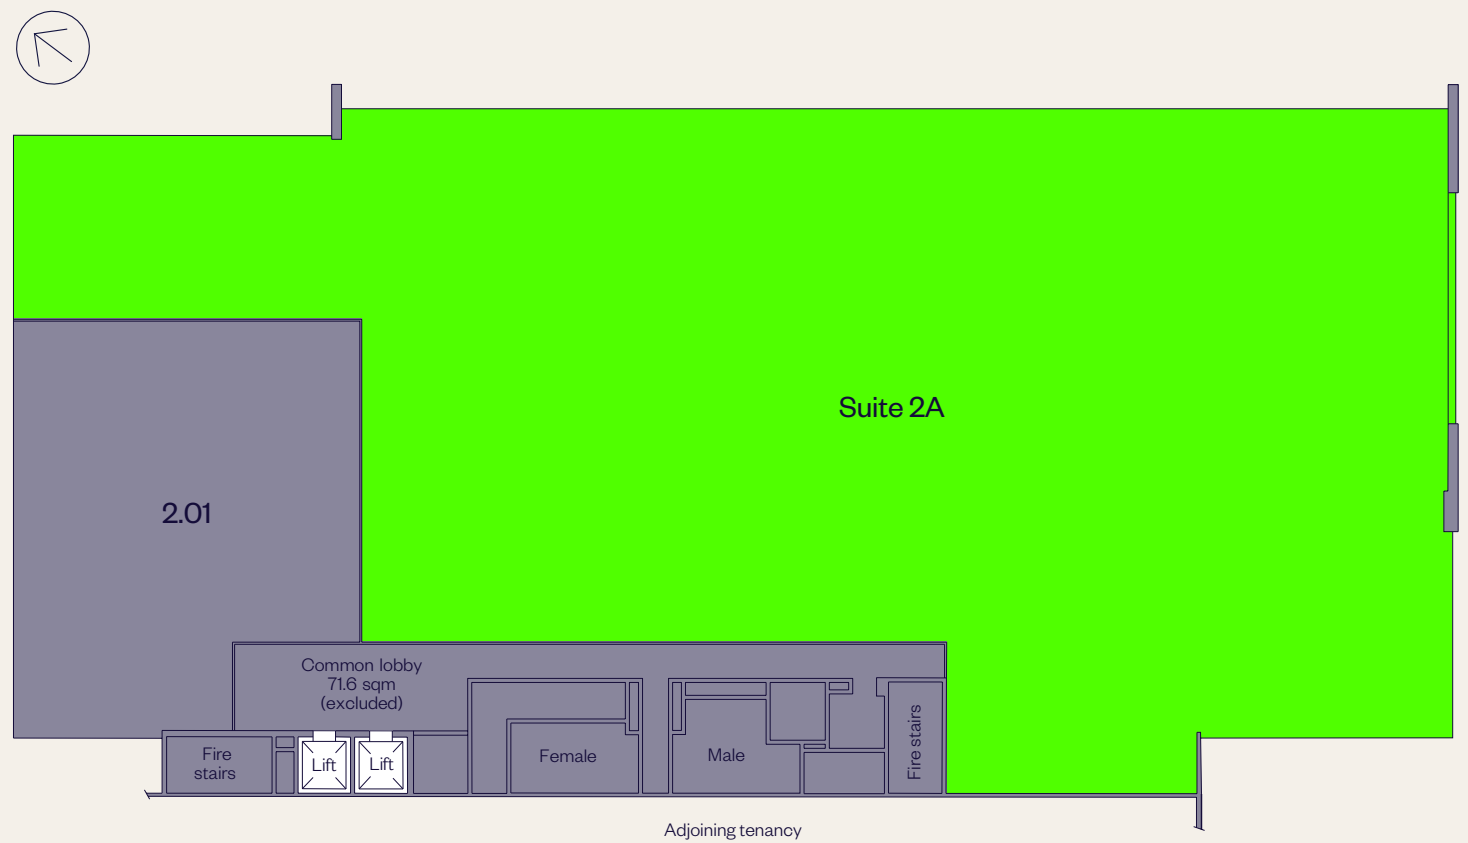 Suite 2A
2.01
Common lobby
71.6 sqm
(excluded)
Fire
stairs
Lift
Lift
Female
Male
Fire stairs
Adjoining tenancy